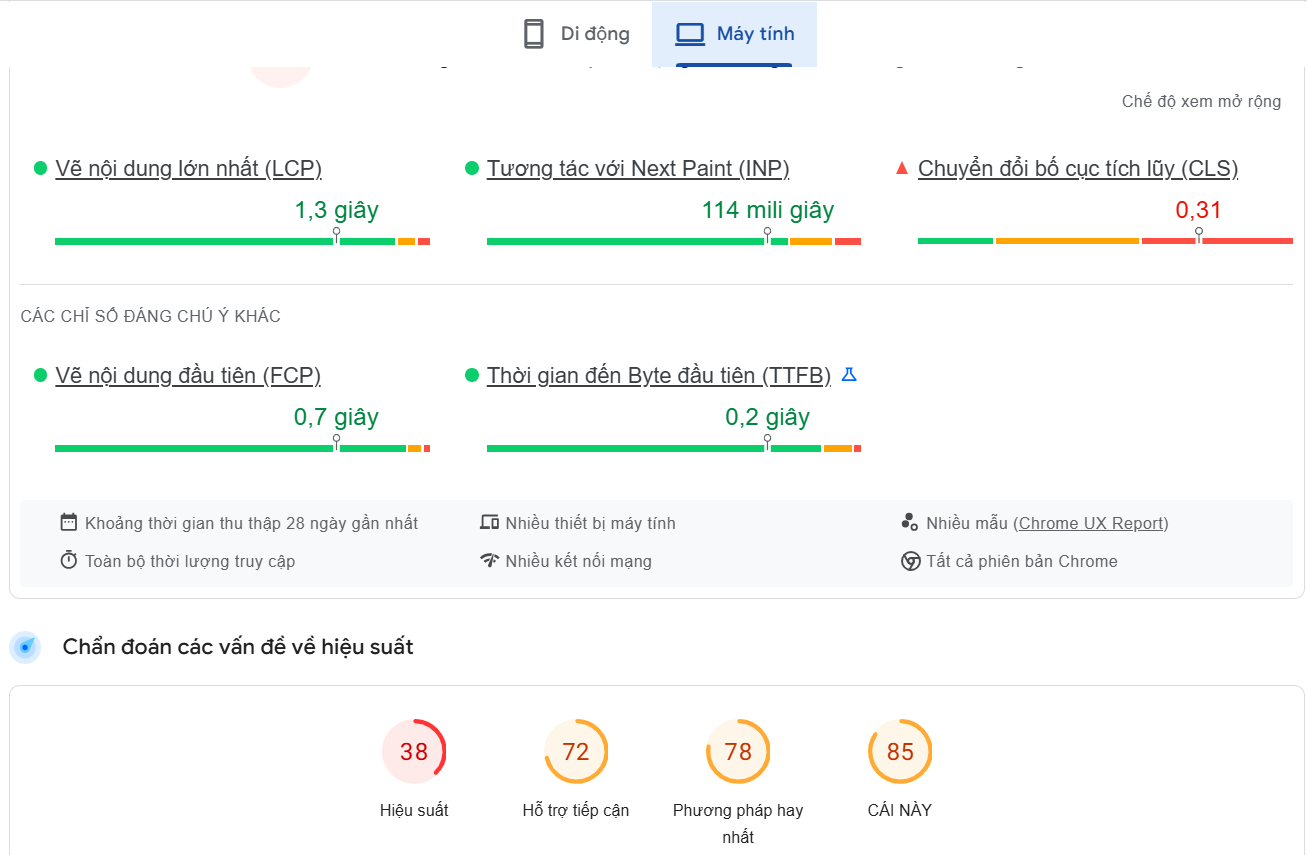 Di động
Máy tính
Chế độ xem mở rộng
Vẽ nội dung lớn nhất (LCP)
1,3 giây
Tương tác với Next Paint (INP)
114 mili giây
Chuyển đổi bố cục tích lũy (CLS)
0,31
CÁC CHỈ SỐ ĐÁNG CHÚ Ý KHÁC
Vẽ nội dung đầu tiên (FCP)
0,7 giây
Thời gian đến Byte đầu tiên (TTFB)
0,2 giây
Khoảng thời gian thu thập 28 ngày gần nhất
Nhiều thiết bị máy tính
Nhiều mẫu (Chrome UX Report)
Toàn bộ thời lượng truy cập
Nhiều kết nối mạng
Tất cả phiên bản Chrome
Chẩn đoán các vấn đề về hiệu suất
38
72
78
85
Hiệu suất
Hỗ trợ tiếp cận
Phương pháp hay
nhất
CÁI NÀY